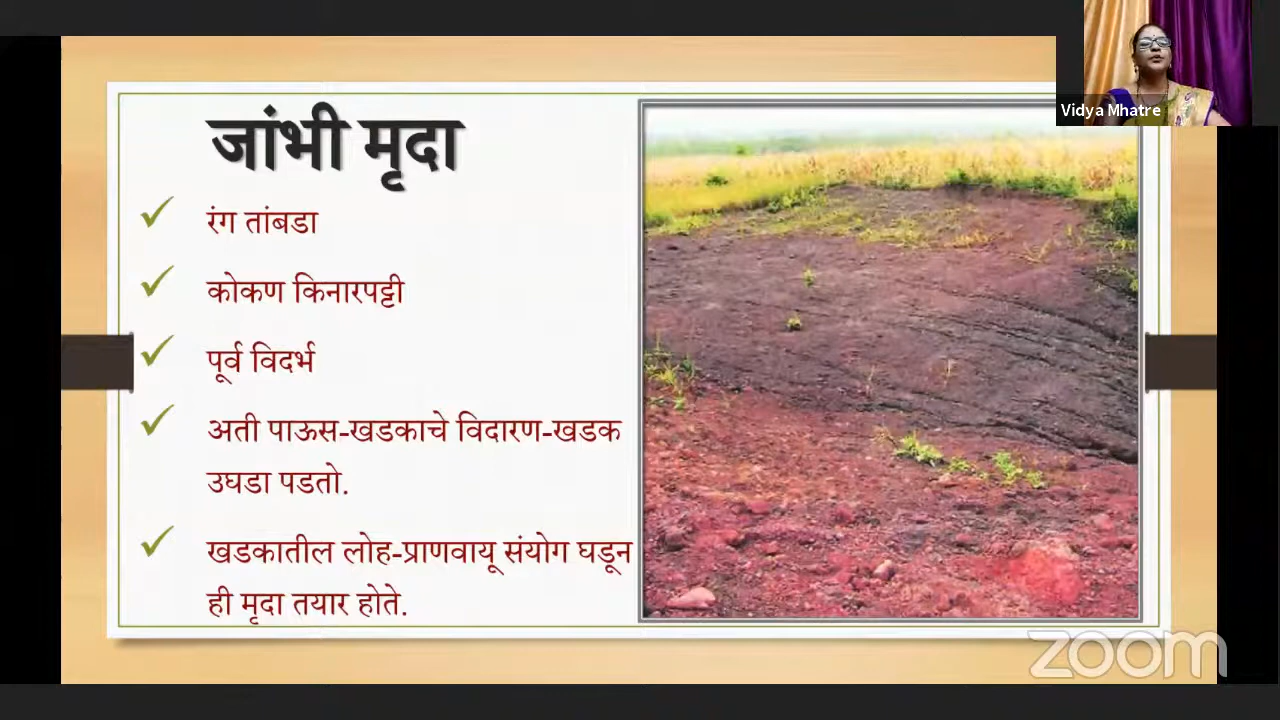 Vidya Mhatre
जांभी मृदा
रंग तांबडा
कोकण किनारपट्टी
पूर्व विदर्भ
अती पाऊस-खडकाचे विदारण-खडक
उघडा पडतो.
खडकातील लोह-प्राणवायू संयोग घडून
ही मृदा तयार होते.
zoom